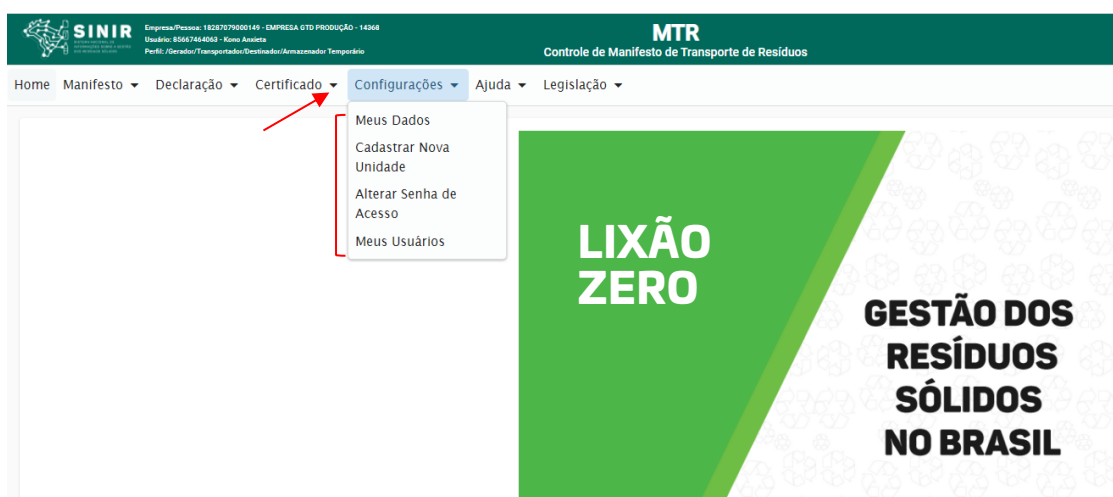 SINIR
Empresa/Pessoa: 18287079000149 - EMPRESA GTD PRODUÇÃO - 14368
Usuário: 85667464063 - Kono Anxieta
Perfil: /Gerador/Transportador/Destinador/Armazenador Temporário
MTR
Controle de Manifesto de Transporte de Resíduos
Home Manifesto Declaração Certificado Configurações Ajuda Legislação
Meus Dados
Cadastrar Nova
Unidade
Alterar Senha de
Acesso
Meus Usuários
LIXÃO
ZERO
GESTÃO DOS
RESÍDUOS
SÓLIDOS
NO BRASIL